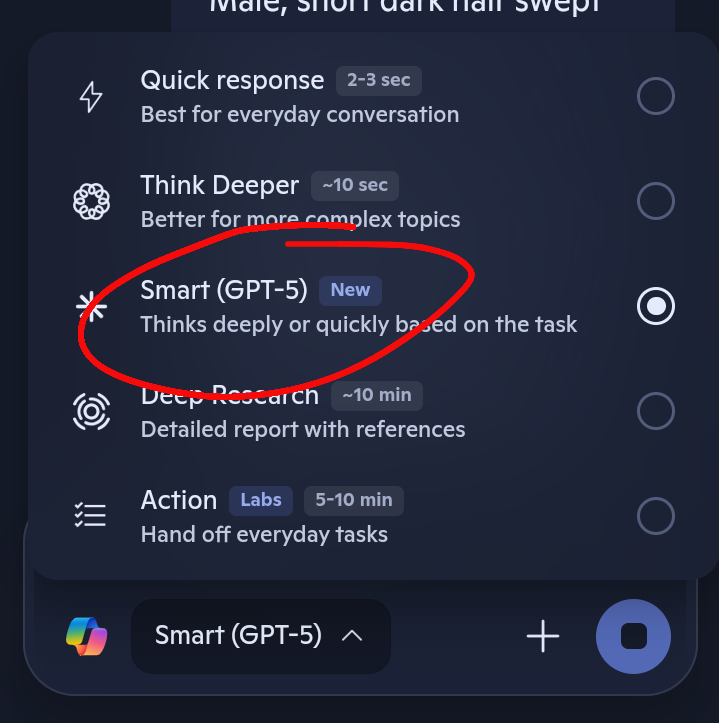 Male, short dark hair swept
Quick response 2-3 sec
Best for everyday conversation
Think Deeper ~10 sec
Better for more complex topics
Smart (GPT-5) New
Thinks deeply or quickly based on the task
Deep Research ~10 min
Detailed report with references
Action Labs 5-10 min
Hand off everyday tasks
Smart (GPT-5)